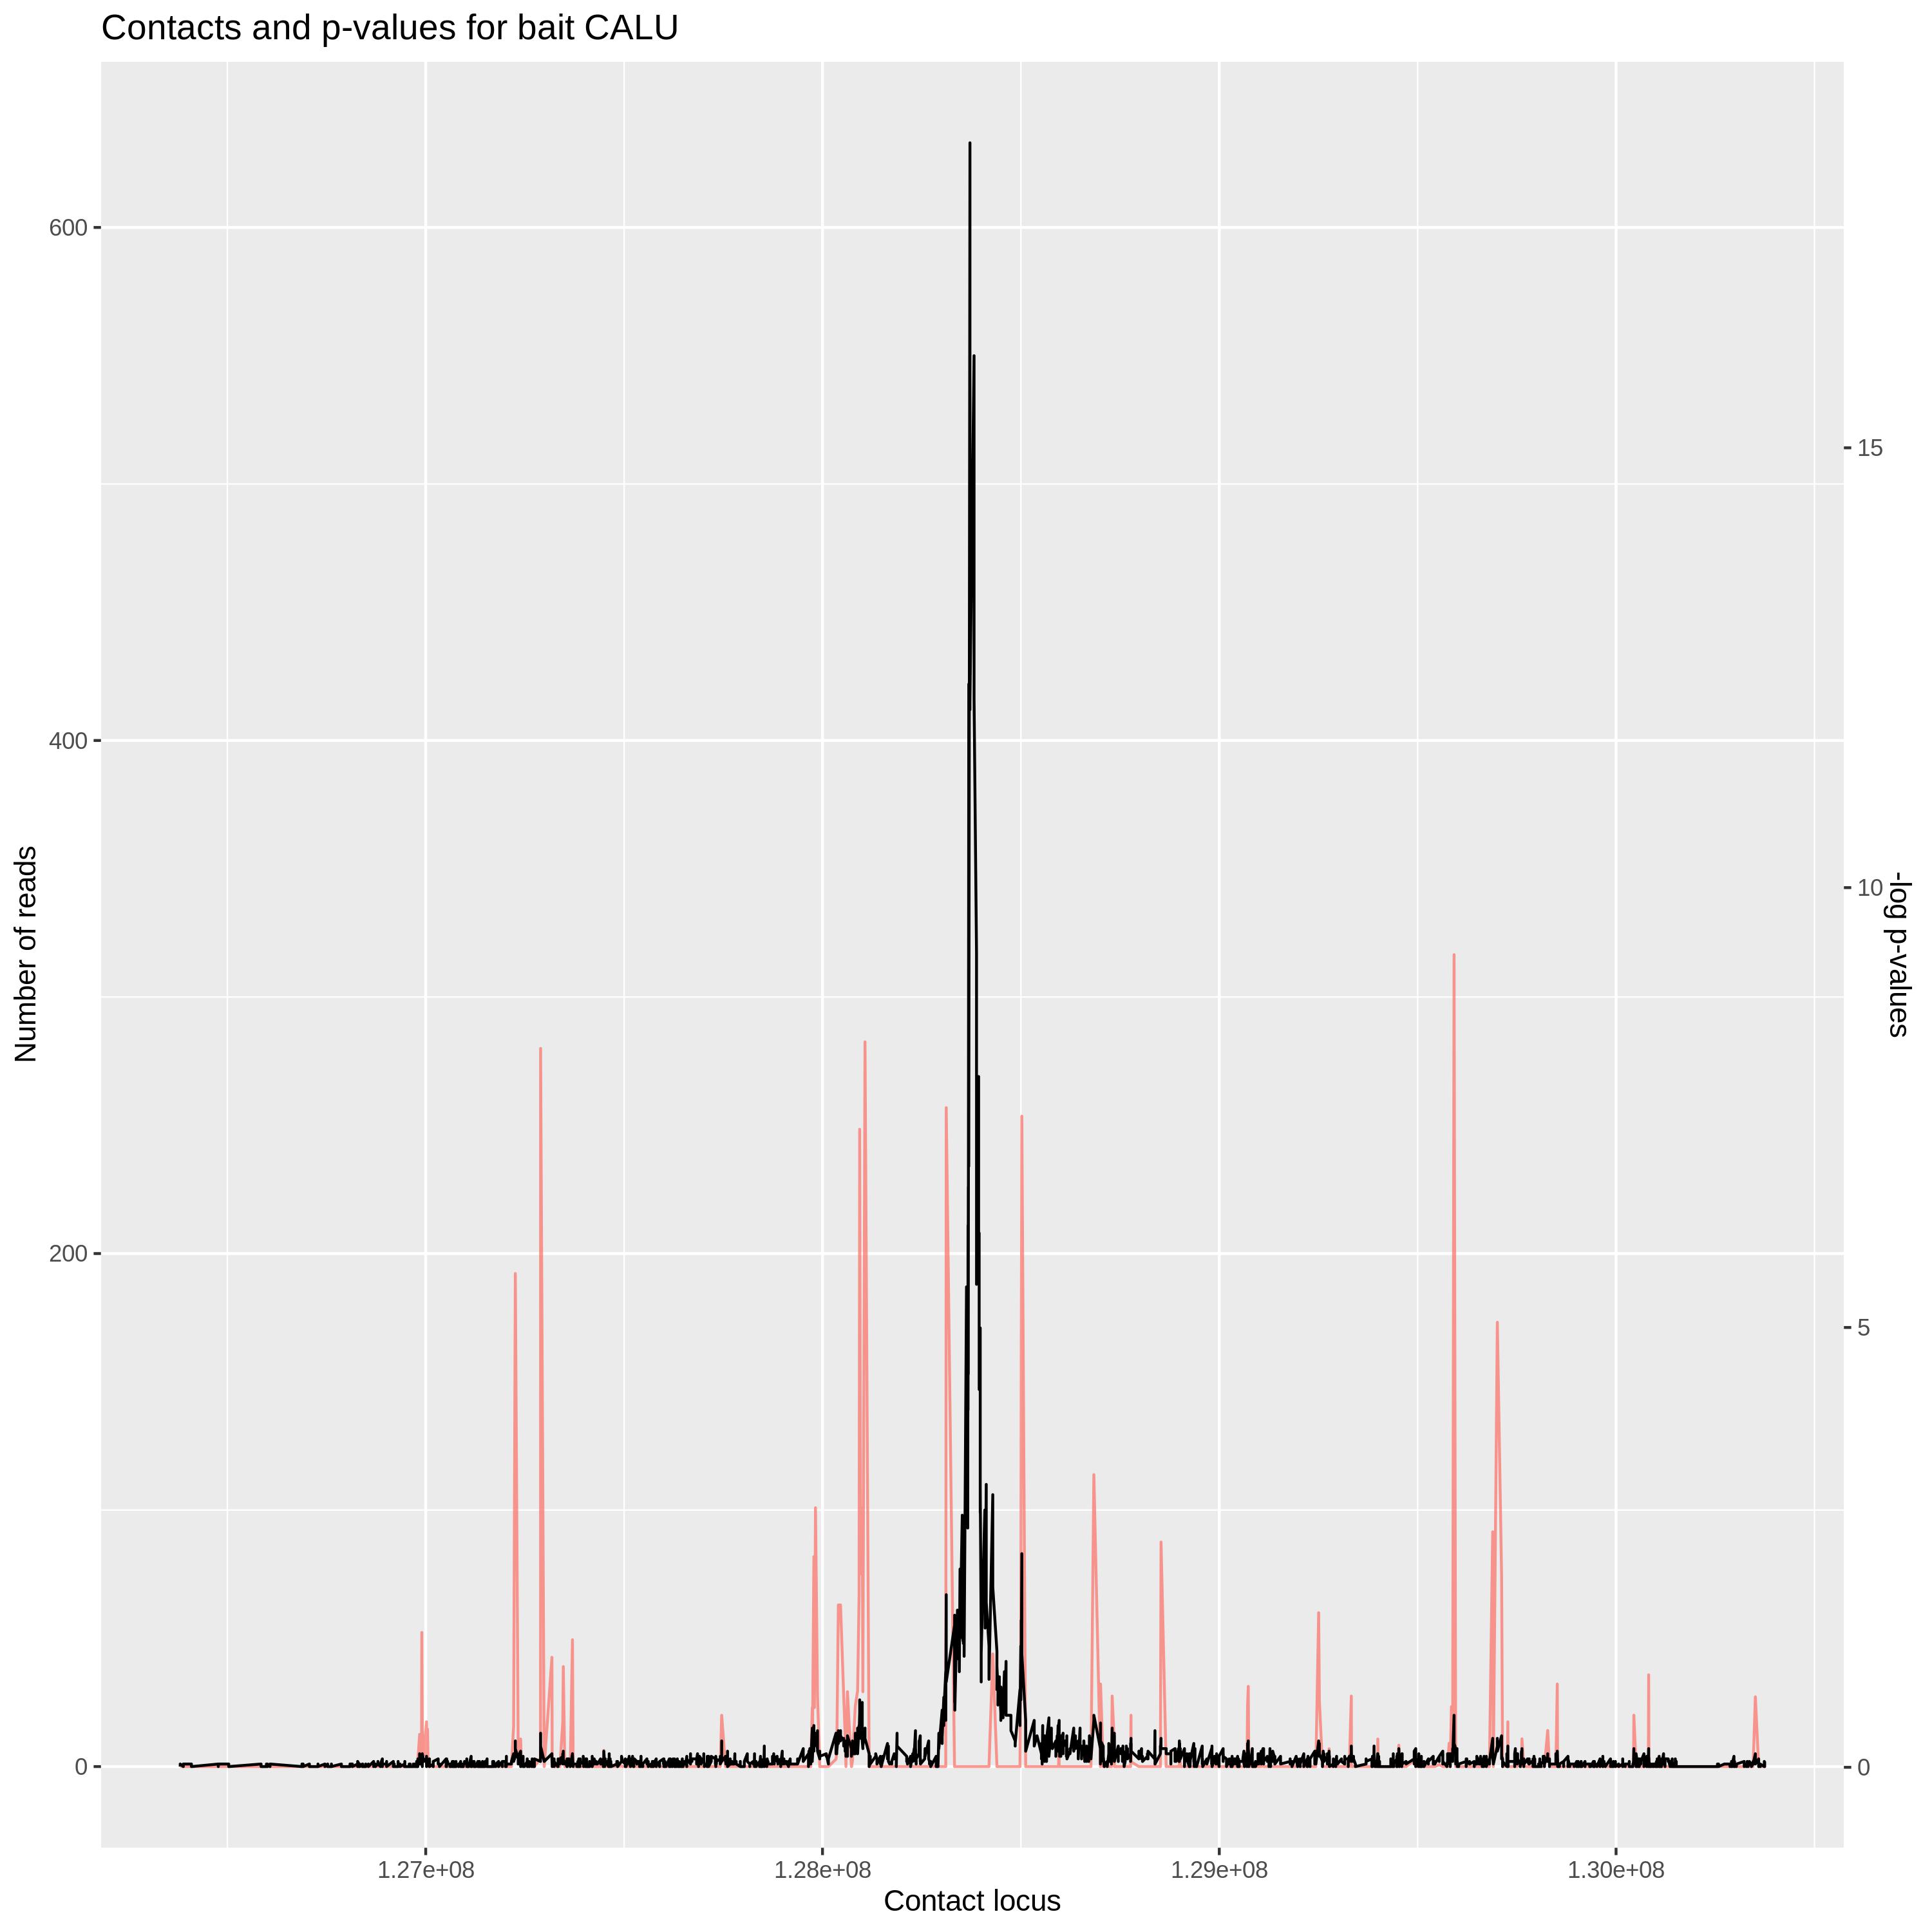 Contacts and p-values for bait CALU
600
400
200
0
Number of reads
15
10
5
0
-log p-values
1.27e+08
1.28e+08
1.29e+08
1.30e+08
Contact locus